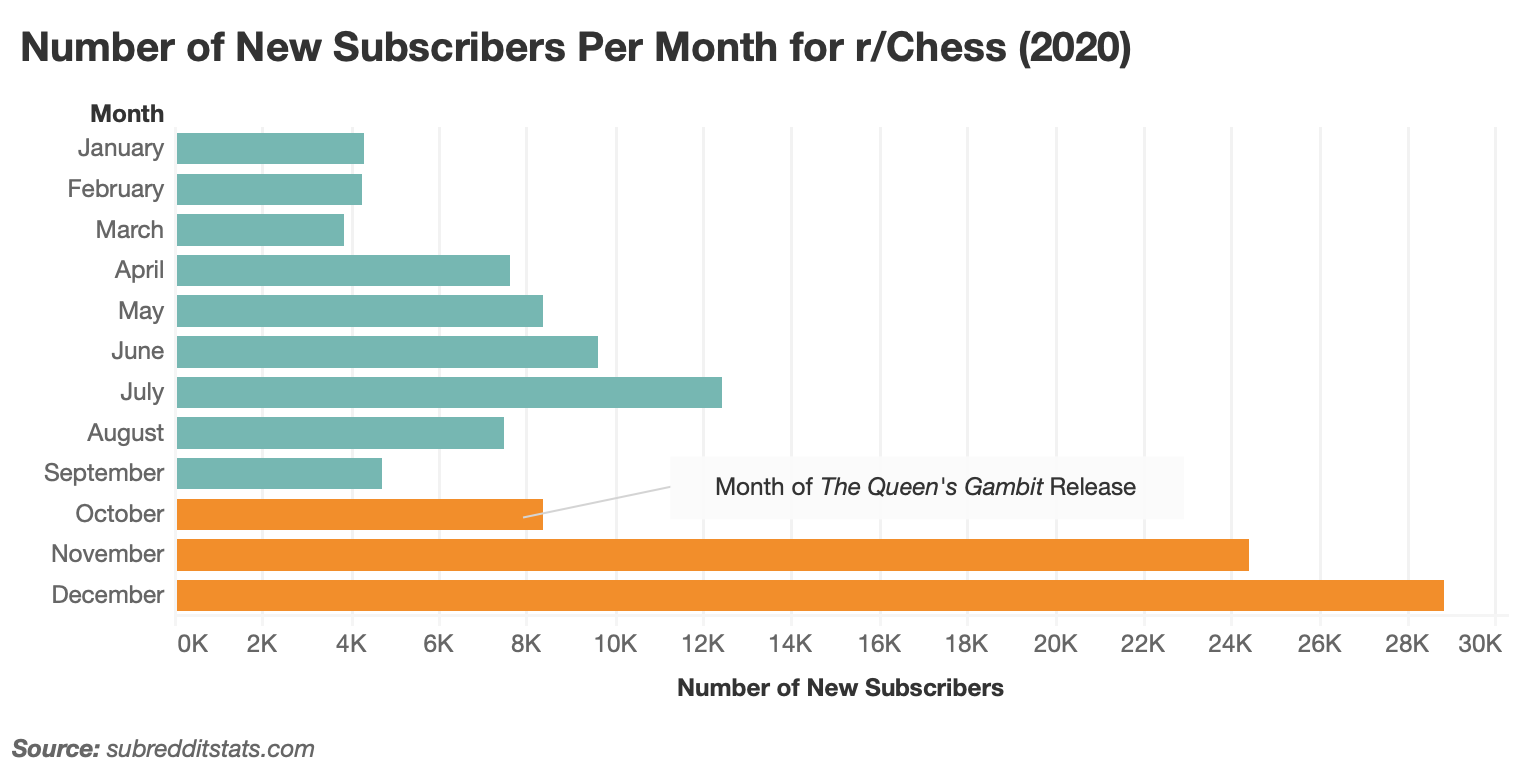 Number of New Subscribers Per Month for r/Chess (2020)
Month
January
February
March
April
May
June
July
August
September
October
November
December
Month of The Queen's Gambit Release
0K 2K 4K 6K 8K 10K 12K 14K 16K 18K 20K 22K 24K 26K 28K 30K
Number of New Subscribers
Source: subredditstats.com